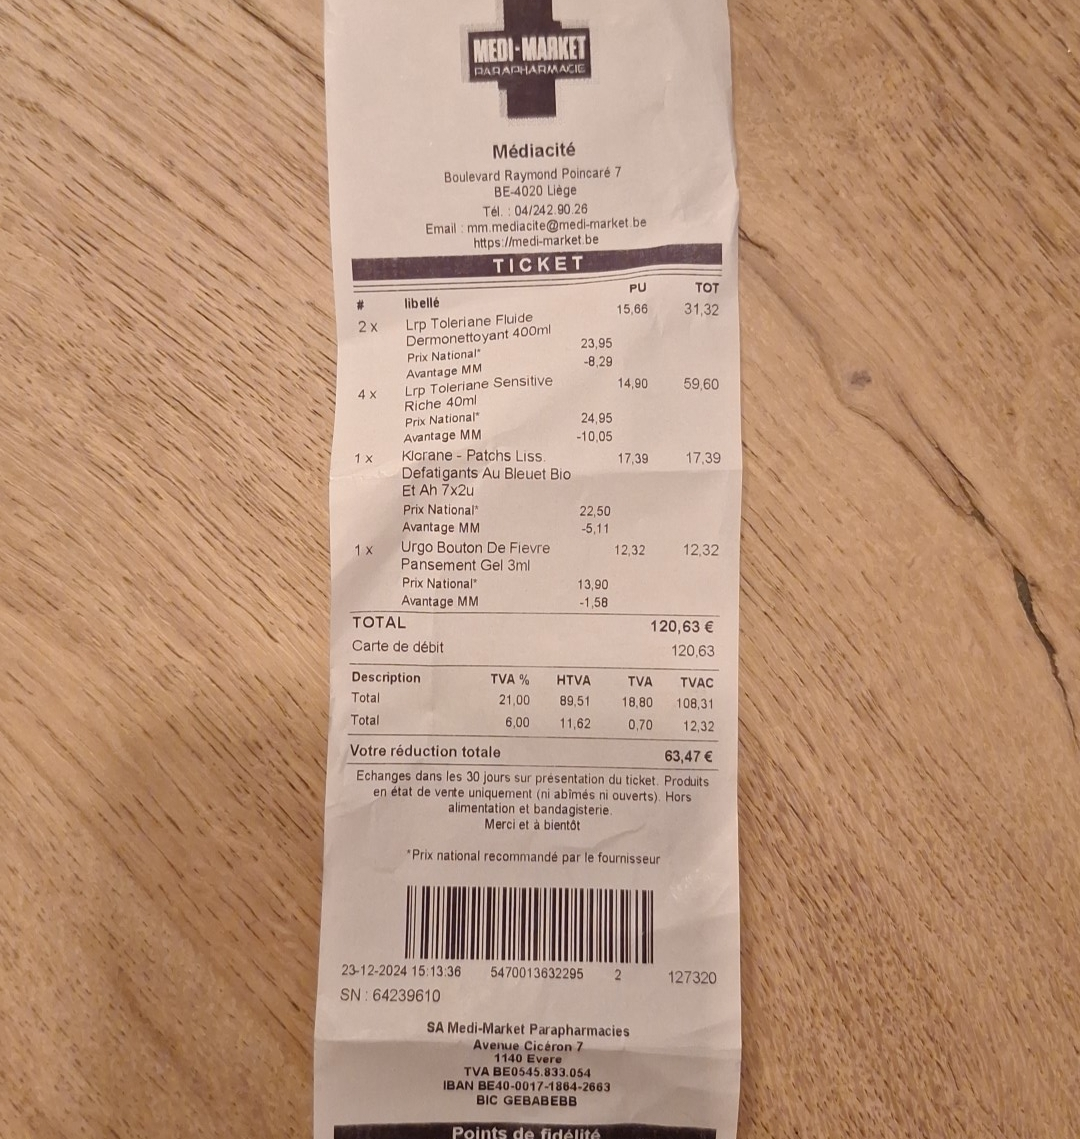 MEDI-MARKET
PARAPHARMACIE
Médiacité
Boulevard Raymond Poincaré 7
BE-4020 Liège
Tél. : 04/242.90.26
Email : mm.mediacite@medi-market.be
https://medi-market.be
TICKET
# libellé PU TOT
2 x Lrp Toleriane Fluide 15,66 31,32
Dermonettoyant 400ml
Prix National* 23,95
Avantage MM -8,29
4 x Lrp Toleriane Sensitive 14,90 59,60
Riche 40ml
Prix National* 24,95
Avantage MM -10,05
1 x Klorane - Patchs Liss. 17,39 17,39
Defatigants Au Bleuet Bio
Et Ah 7x2u
Prix National* 22,50
Avantage MM -5,11
1 x Urgo Bouton De Fievre 12,32 12,32
Pansement Gel 3ml
Prix National* 13,90
Avantage MM -1,58
TOTAL 120,63 €
Carte de débit 120,63
Description TVA % HTVA TVA TVAC
Total 21,00 89,51 18,80 108,31
Total 6,00 11,62 0,70 12,32
Votre réduction totale 63,47 €
Echanges dans les 30 jours sur présentation du ticket. Produits
en état de vente uniquement (ni abîmés ni ouverts). Hors
alimentation et bandagisterie.
Merci et à bientôt
*Prix national recommandé par le fournisseur
23-12-2024 15:13:36 5470013632295 2 127320
SN : 64239610
SA Medi-Market Parapharmacies
Avenue Cicéron 7
1140 Evere
TVA BE0545.833.054
IBAN BE40-0017-1864-2663
BIC GEBABEBB
Points de fidélité